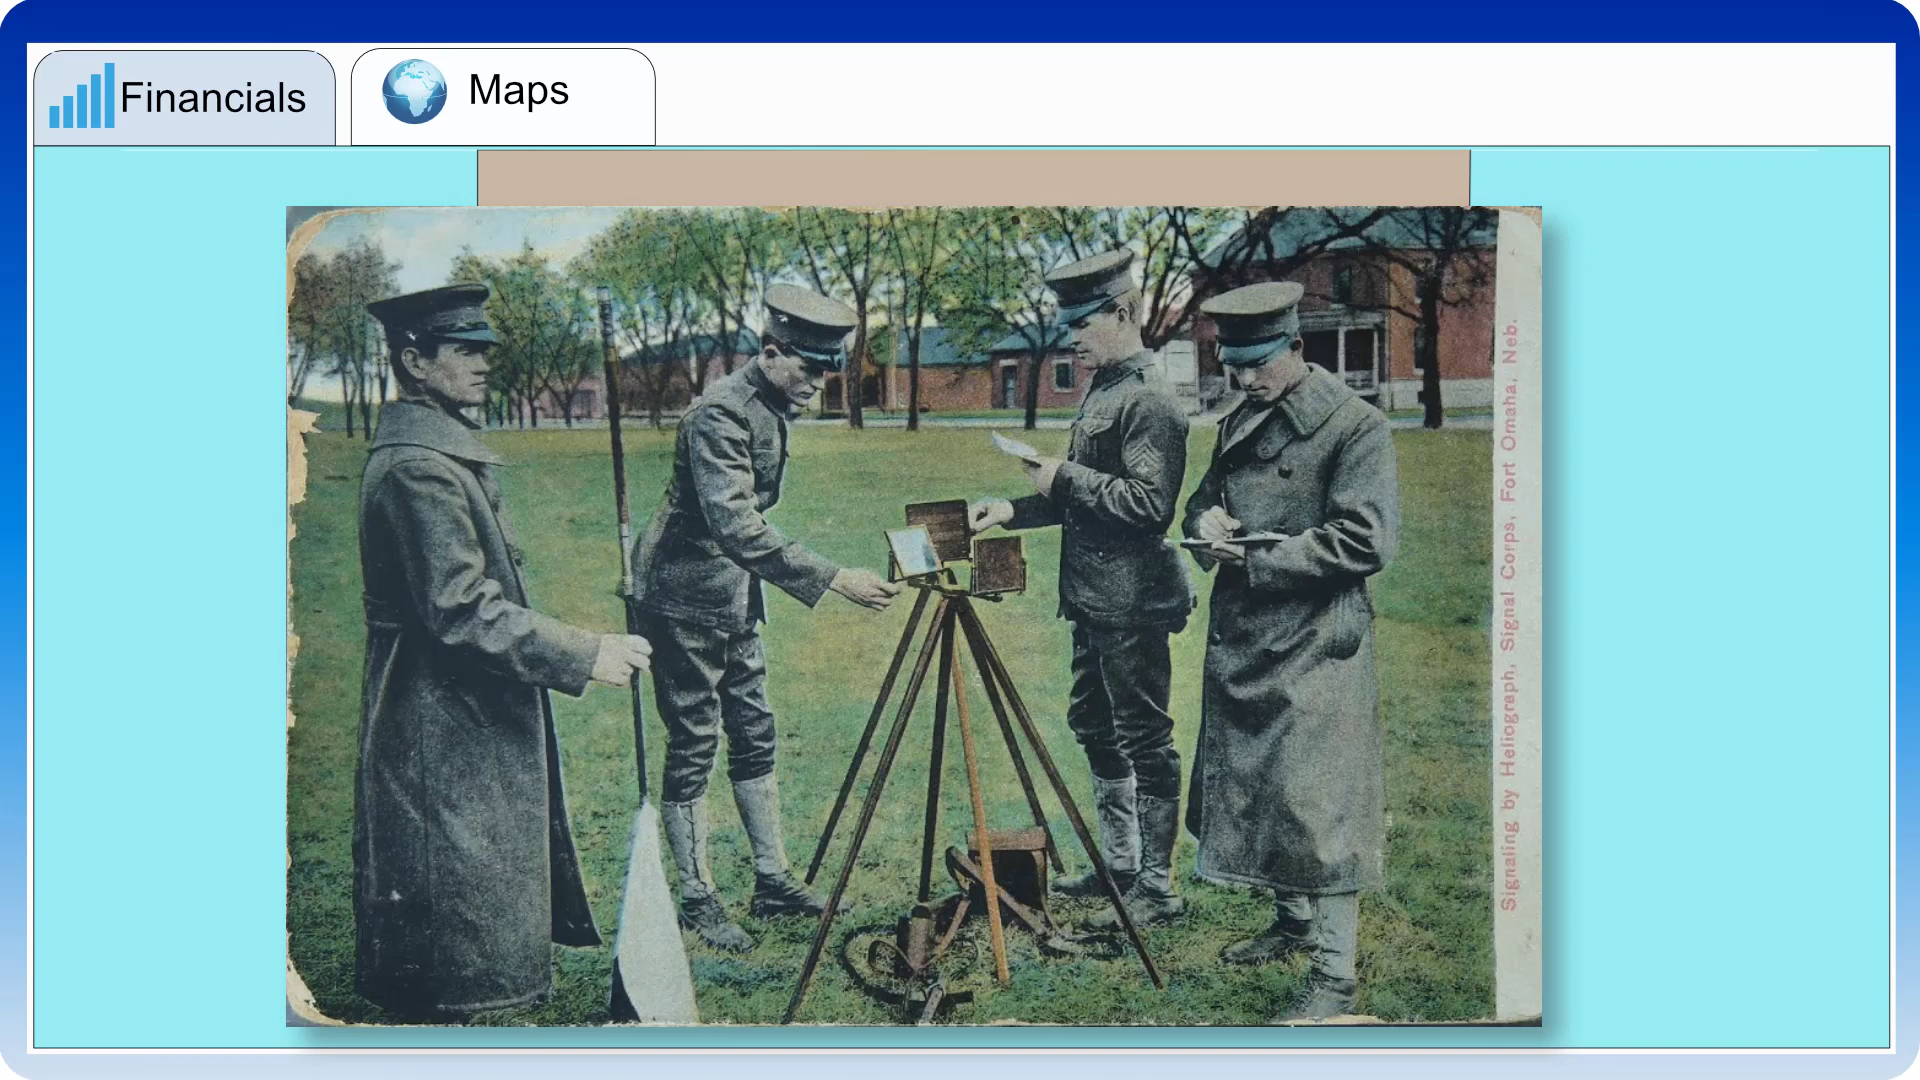 Financials
Maps
Signaling by Heliograph, Signal Corps, Fort Omaha, Neb.